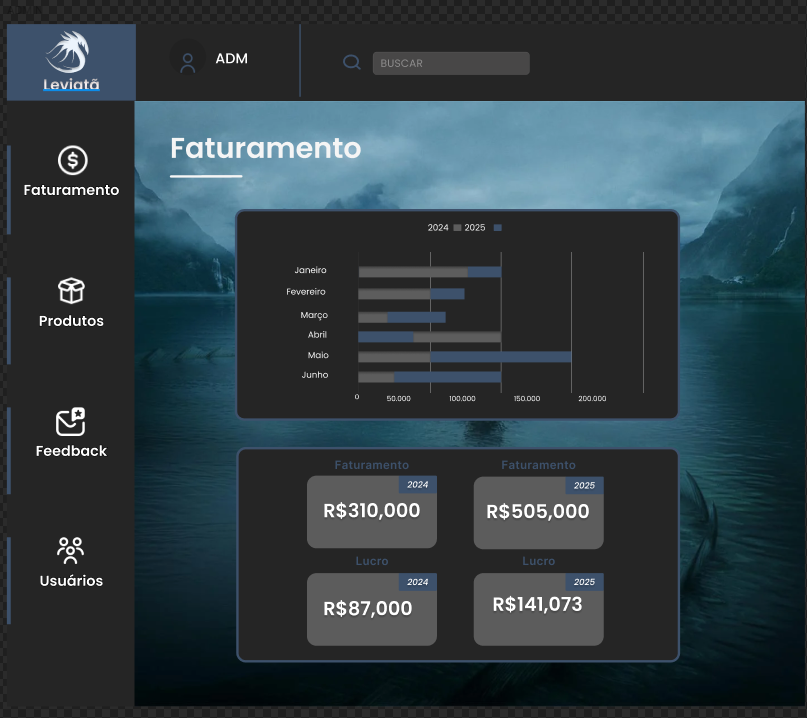 Leviatã
ADM
BUSCAR
Faturamento
Produtos
Feedback
Usuários
Faturamento
2024 2025
Janeiro
Fevereiro
Março
Abril
Maio
Junho
0 50.000 100.000 150.000 200.000
Faturamento
2024
R$310,000
Faturamento
2025
R$505,000
Lucro
2024
R$87,000
Lucro
2025
R$141,073